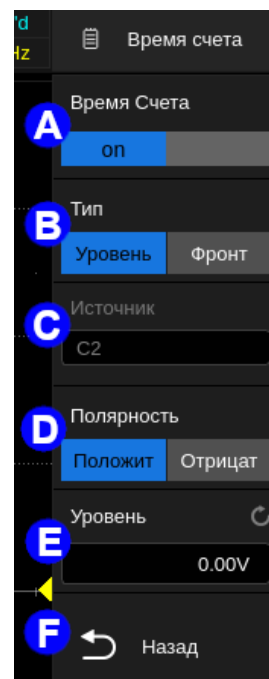 'd
Hz
Время счета
A
Время Счета
on
B
Тип
Уровень Фронт
C
Источник
C2
D
Полярность
Положит Отрицат
E
Уровень
0.00V
F
Назад